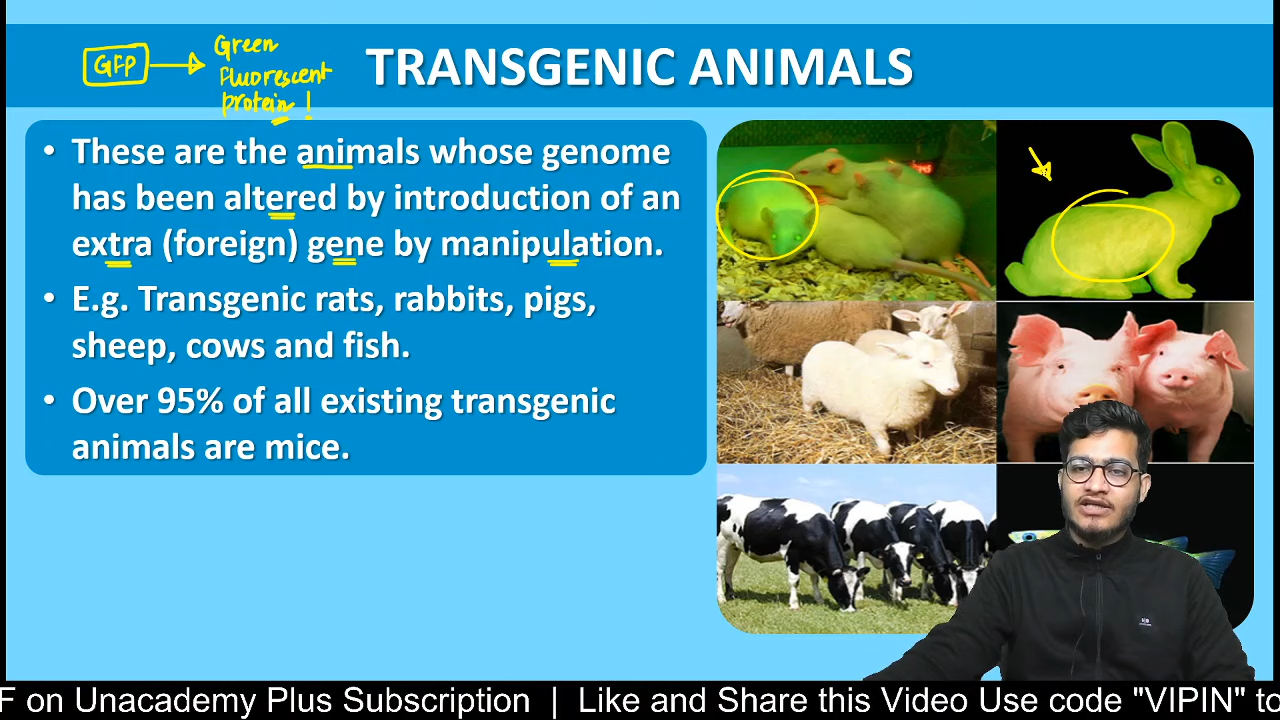 GFP
Green
fluorescent
protein !
TRANSGENIC ANIMALS
• These are the animals whose genome
has been altered by introduction of an
extra (foreign) gene by manipulation.
• E.g. Transgenic rats, rabbits, pigs,
sheep, cows and fish.
• Over 95% of all existing transgenic
animals are mice.
F on Unacademy Plus Subscription | Like and Share this Video Use code "VIPIN" to